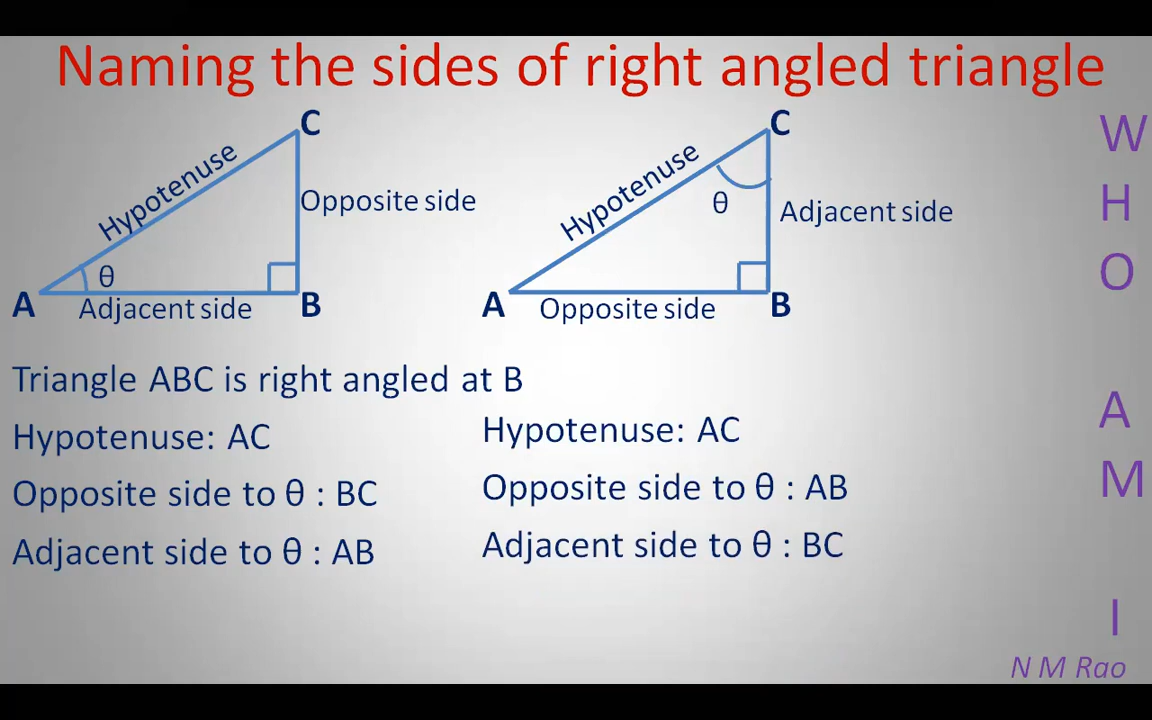 Naming the sides of right angled triangle
C
Hypotenuse
Opposite side
θ
A
Adjacent side
B
C
Hypotenuse
θ
Adjacent side
A
Opposite side
B
Triangle ABC is right angled at B
Hypotenuse: AC
Opposite side to θ : BC
Adjacent side to θ : AB
Hypotenuse: AC
Opposite side to θ : AB
Adjacent side to θ : BC
W
H
O
A
M
I
N M Rao